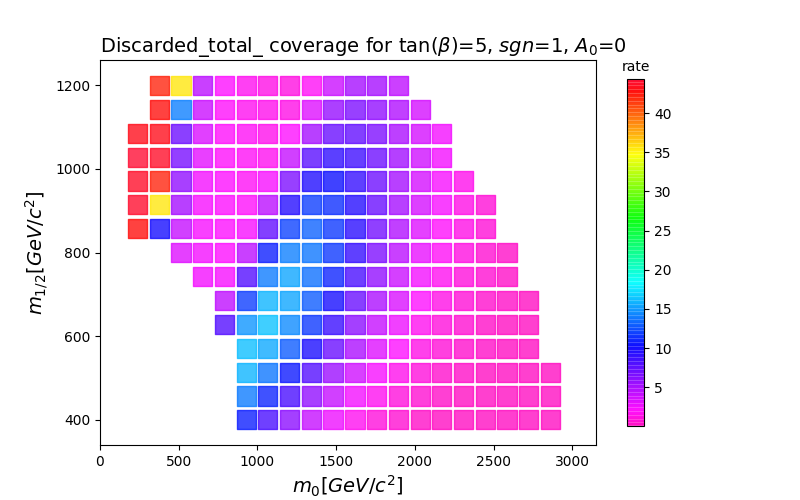 Discarded_total_ coverage for tan(β)=5, sgn=1, A₀=0
rate
1200
1000
800
600
400
m₁/₂[GeV/c²]
0 500 1000 1500 2000 2500 3000
m₀[GeV/c²]
40
35
30
25
20
15
10
5